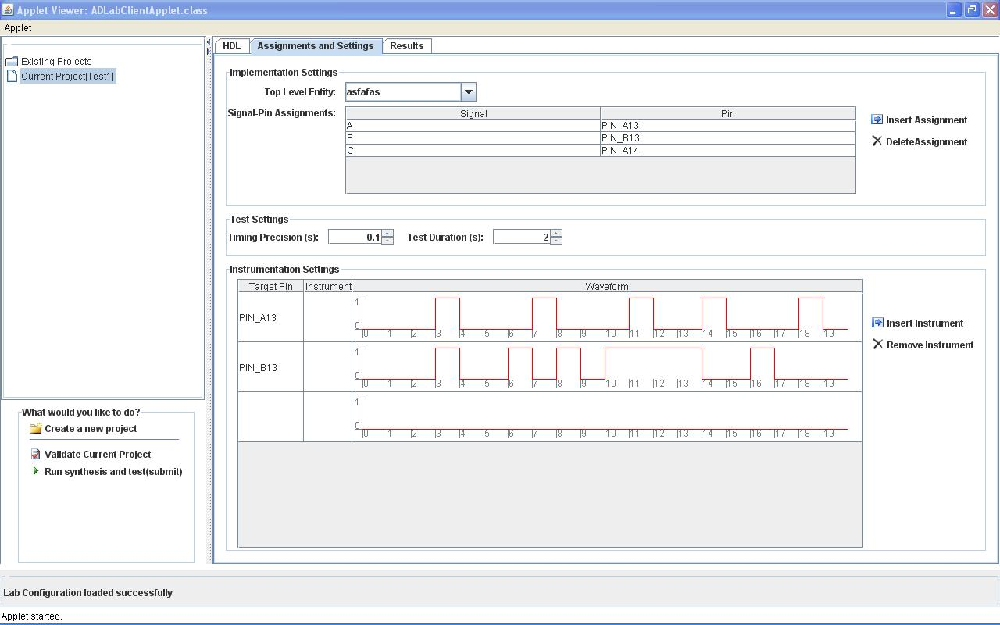 Applet Viewer: ADLabClientApplet.class
Applet
Existing Projects
Current Project[Test1]
HDL Assignments and Settings Results
Implementation Settings
Top Level Entity: asfafas
Signal-Pin Assignments:
Signal Pin
A PIN_A13
B PIN_B13
C PIN_A14
Insert Assignment
DeleteAssignment
Test Settings
Timing Precision (s): 0.1 Test Duration (s): 2
Instrumentation Settings
Target Pin Instrument Waveform
PIN_A13
1
0
0 1 2 3 4 5 6 7 8 9 10 11 12 13 14 15 16 17 18 19
PIN_B13
1
0
0 1 2 3 4 5 6 7 8 9 10 11 12 13 14 15 16 17 18 19
1
0
0 1 2 3 4 5 6 7 8 9 10 11 12 13 14 15 16 17 18 19
Insert Instrument
Remove Instrument
What would you like to do?
Create a new project
Validate Current Project
Run synthesis and test(submit)
Lab Configuration loaded successfully
Applet started.